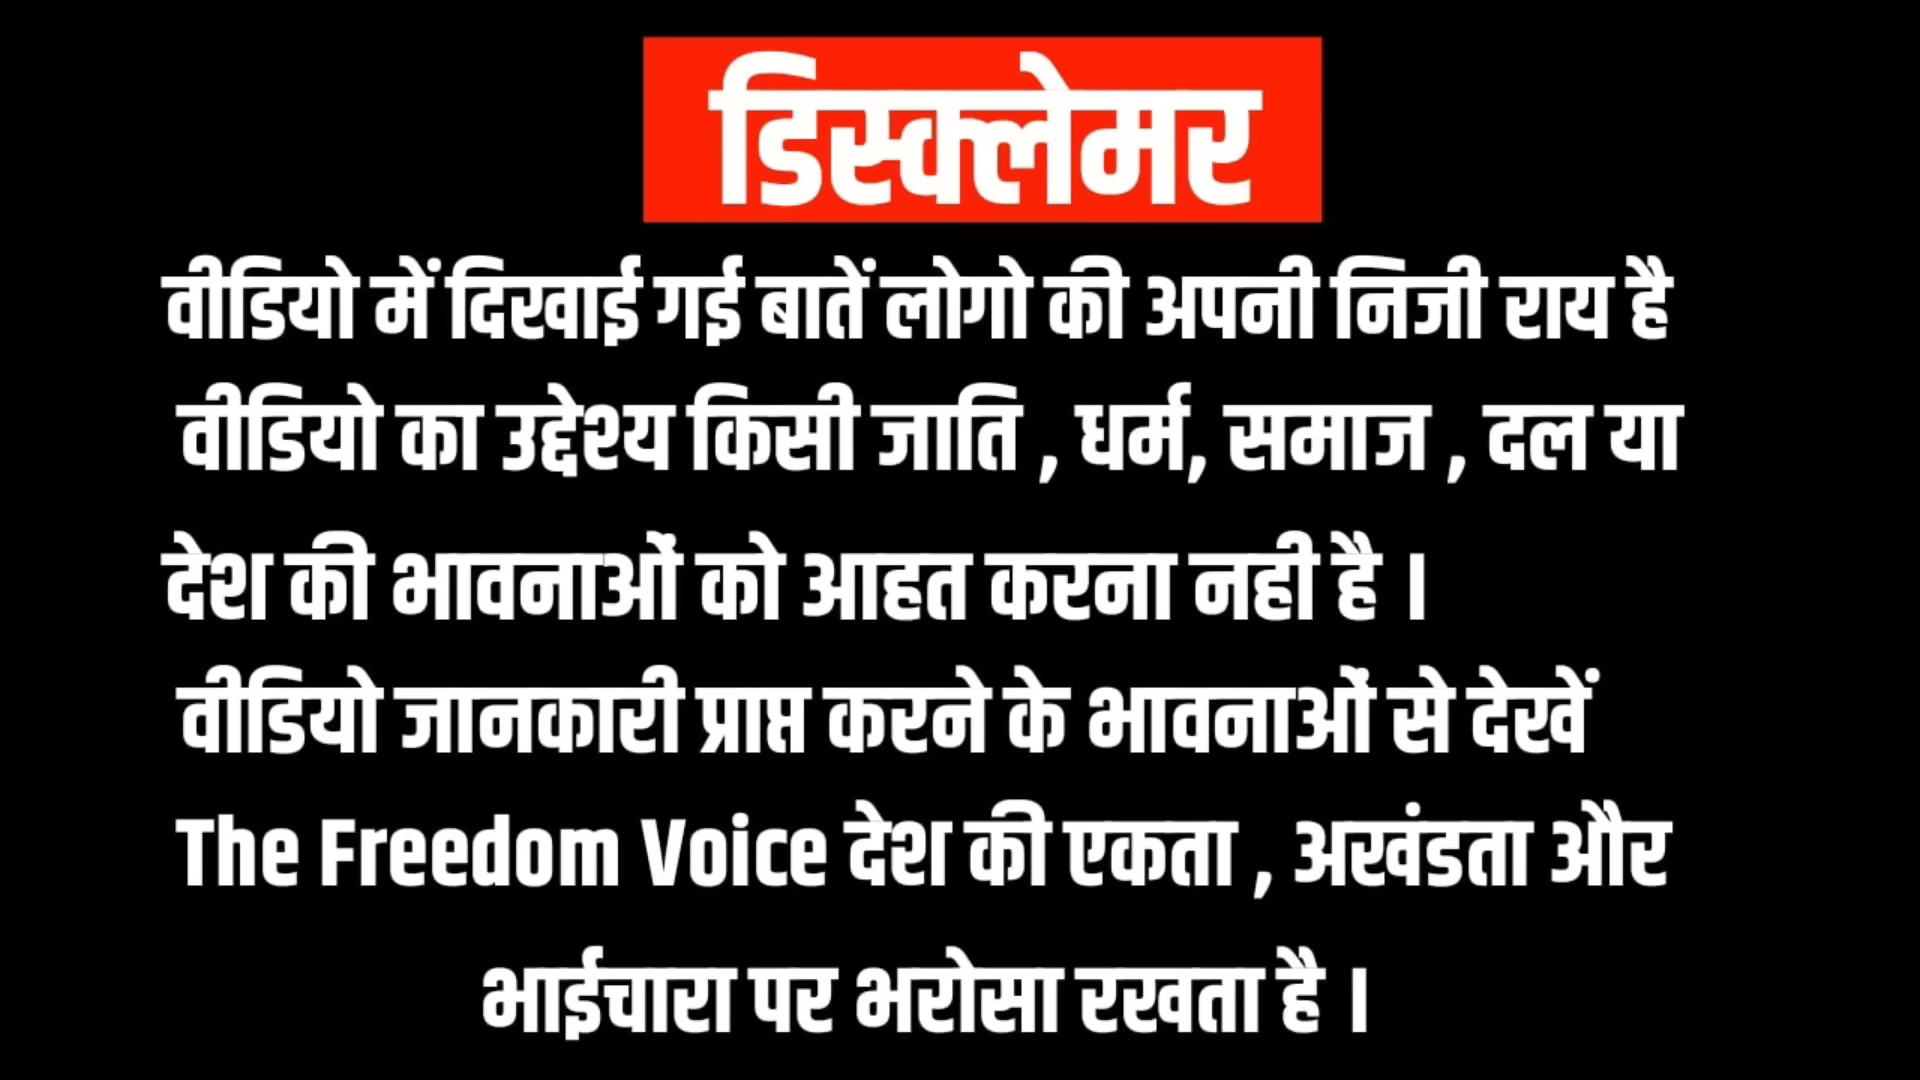 डिस्क्लेमर
वीडियो में दिखाई गई बातें लोगो की अपनी निजी राय है
वीडियो का उद्देश्य किसी जाति , धर्म, समाज , दल या
देश की भावनाओं को आहत करना नही है ।
वीडियो जानकारी प्राप्त करने के भावनाओं से देखें
The Freedom Voice देश की एकता , अखंडता और
भाईचारा पर भरोसा रखता है ।